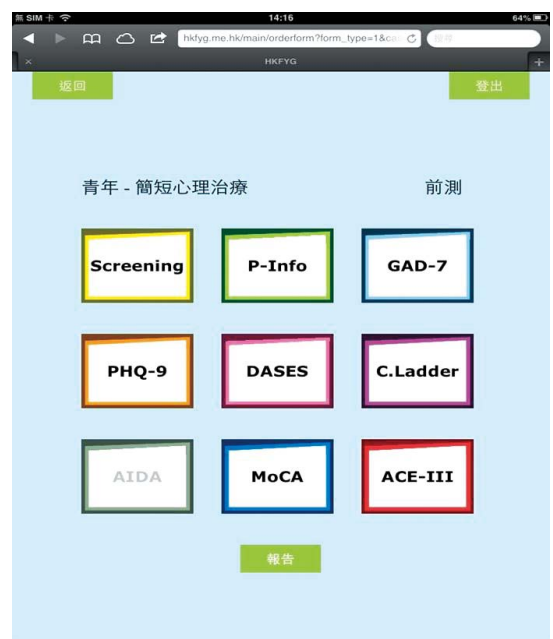 無 SIM 卡 14:16 64%
hkfyg.me.hk/main/orderform?form_type=1&c
搜尋
HKFYG
返回 登出
青年 - 簡短心理治療 前測
Screening P-Info GAD-7
PHQ-9 DASES C.Ladder
AIDA MoCA ACE-III
報告